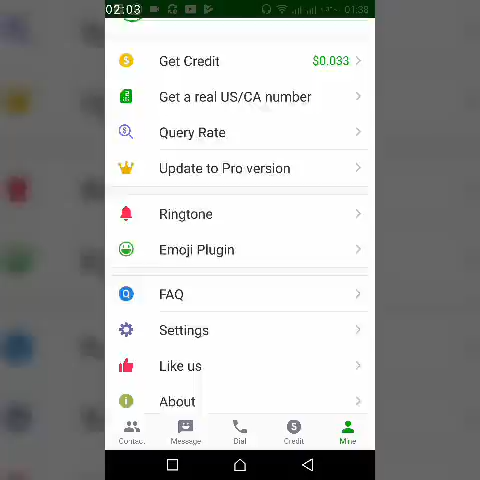 02:03 01:38
Get Credit $0.033
Get a real US/CA number
Query Rate
Update to Pro version
Ringtone
Emoji Plugin
FAQ
Settings
Like us
About
Contact Message Dial Credit Mine